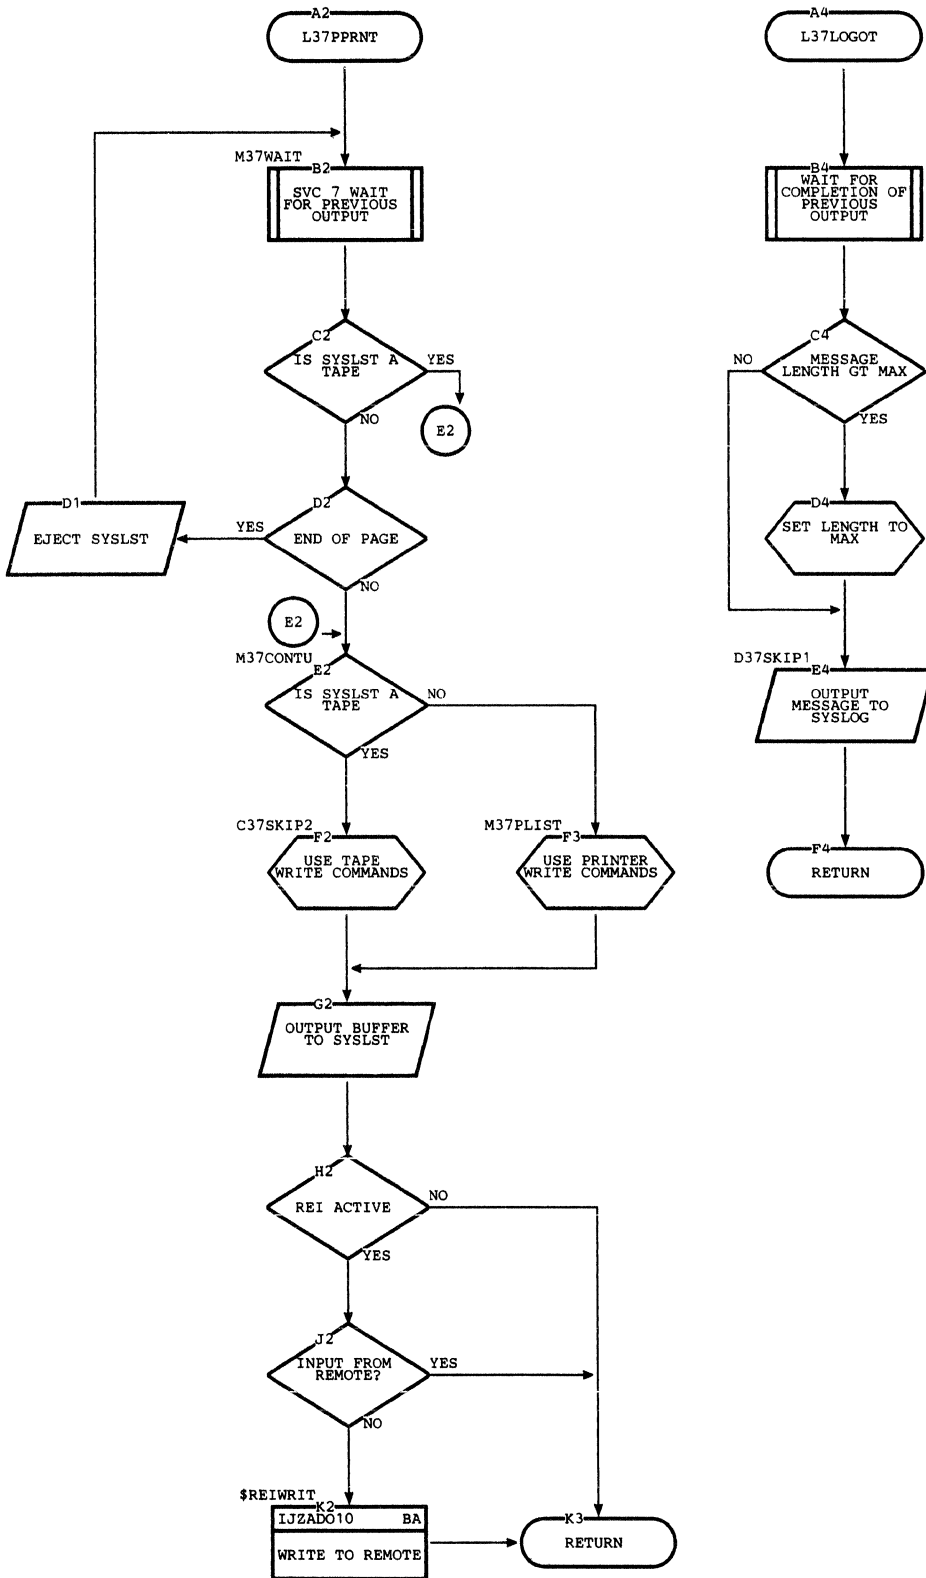 A2
L37PPRNT
M37WAIT
B2
SVC 7 WAIT
FOR PREVIOUS
OUTPUT
C2
IS SYSLST A
TAPE
YES
E2
NO
D1
EJECT SYSLST
D2
YES
END OF PAGE
NO
E2
M37CONTU
E2
IS SYSLST A
TAPE
NO
YES
C37SKIP2
F2
USE TAPE
WRITE COMMANDS
M37PLIST
F3
USE PRINTER
WRITE COMMANDS
G2
OUTPUT BUFFER
TO SYSLST
H2
REI ACTIVE
NO
YES
J2
INPUT FROM
REMOTE?
YES
NO
$REIWRIT
K2
IJZADO10 BA
WRITE TO REMOTE
K3
RETURN
A4
L37LOGOT
B4
WAIT FOR
COMPLETION OF
PREVIOUS
OUTPUT
C4
NO
MESSAGE
LENGTH GT MAX
YES
D4
SET LENGTH TO
MAX
D37SKIP1
E4
OUTPUT
MESSAGE TO
SYSLOG
F4
RETURN